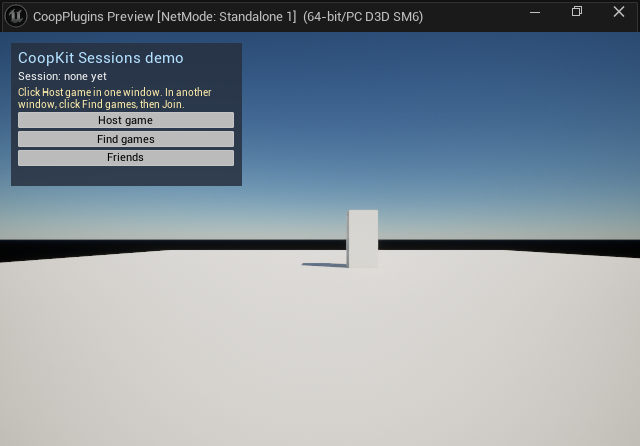 CoopPlugins Preview [NetMode: Standalone 1]  (64-bit/PC D3D SM6)
CoopKit Sessions demo
Session: none yet
Click Host game in one window. In another
window, click Find games, then Join.
Host game
Find games
Friends